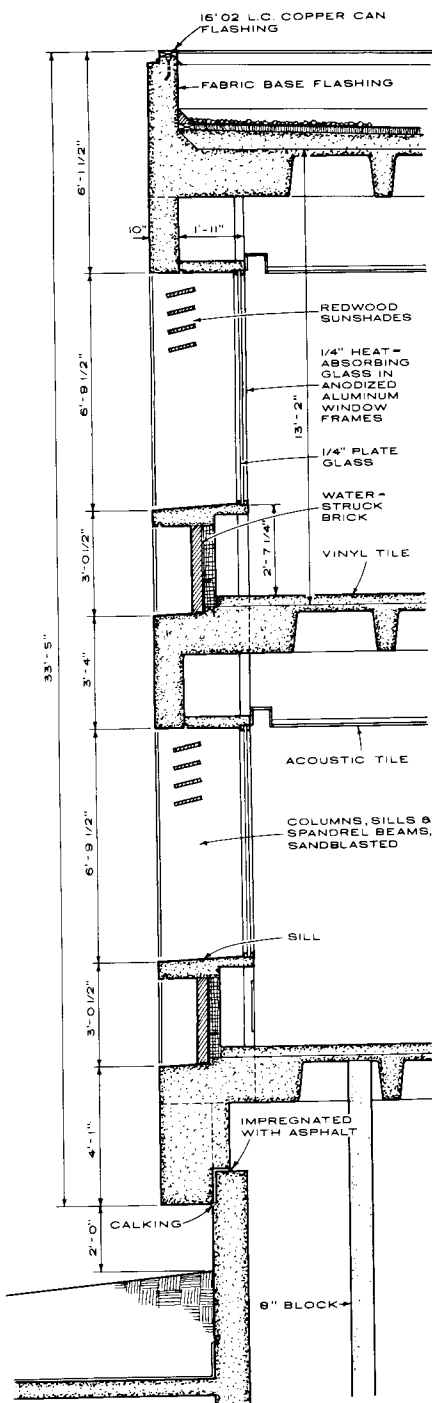 16'02 L.C. COPPER CAN
FLASHING
FABRIC BASE FLASHING
6'-1 1/2"
10"
1'-11"
REDWOOD
SUNSHADES
1/4" HEAT-
ABSORBING
GLASS IN
ANODIZED
ALUMINUM
WINDOW
FRAMES
6'-9 1/2"
13'-2"
1/4" PLATE
GLASS
WATER-
STRUCK
BRICK
3'-0 1/2"
2'-7 1/4"
VINYL TILE
33'-5"
3'-4"
ACOUSTIC TILE
6'-9 1/2"
COLUMNS, SILLS &
SPANDREL BEAMS,
SANDBLASTED
SILL
3'-0 1/2"
4'-1"
IMPREGNATED
WITH ASPHALT
CALKING
2'-0"
8" BLOCK